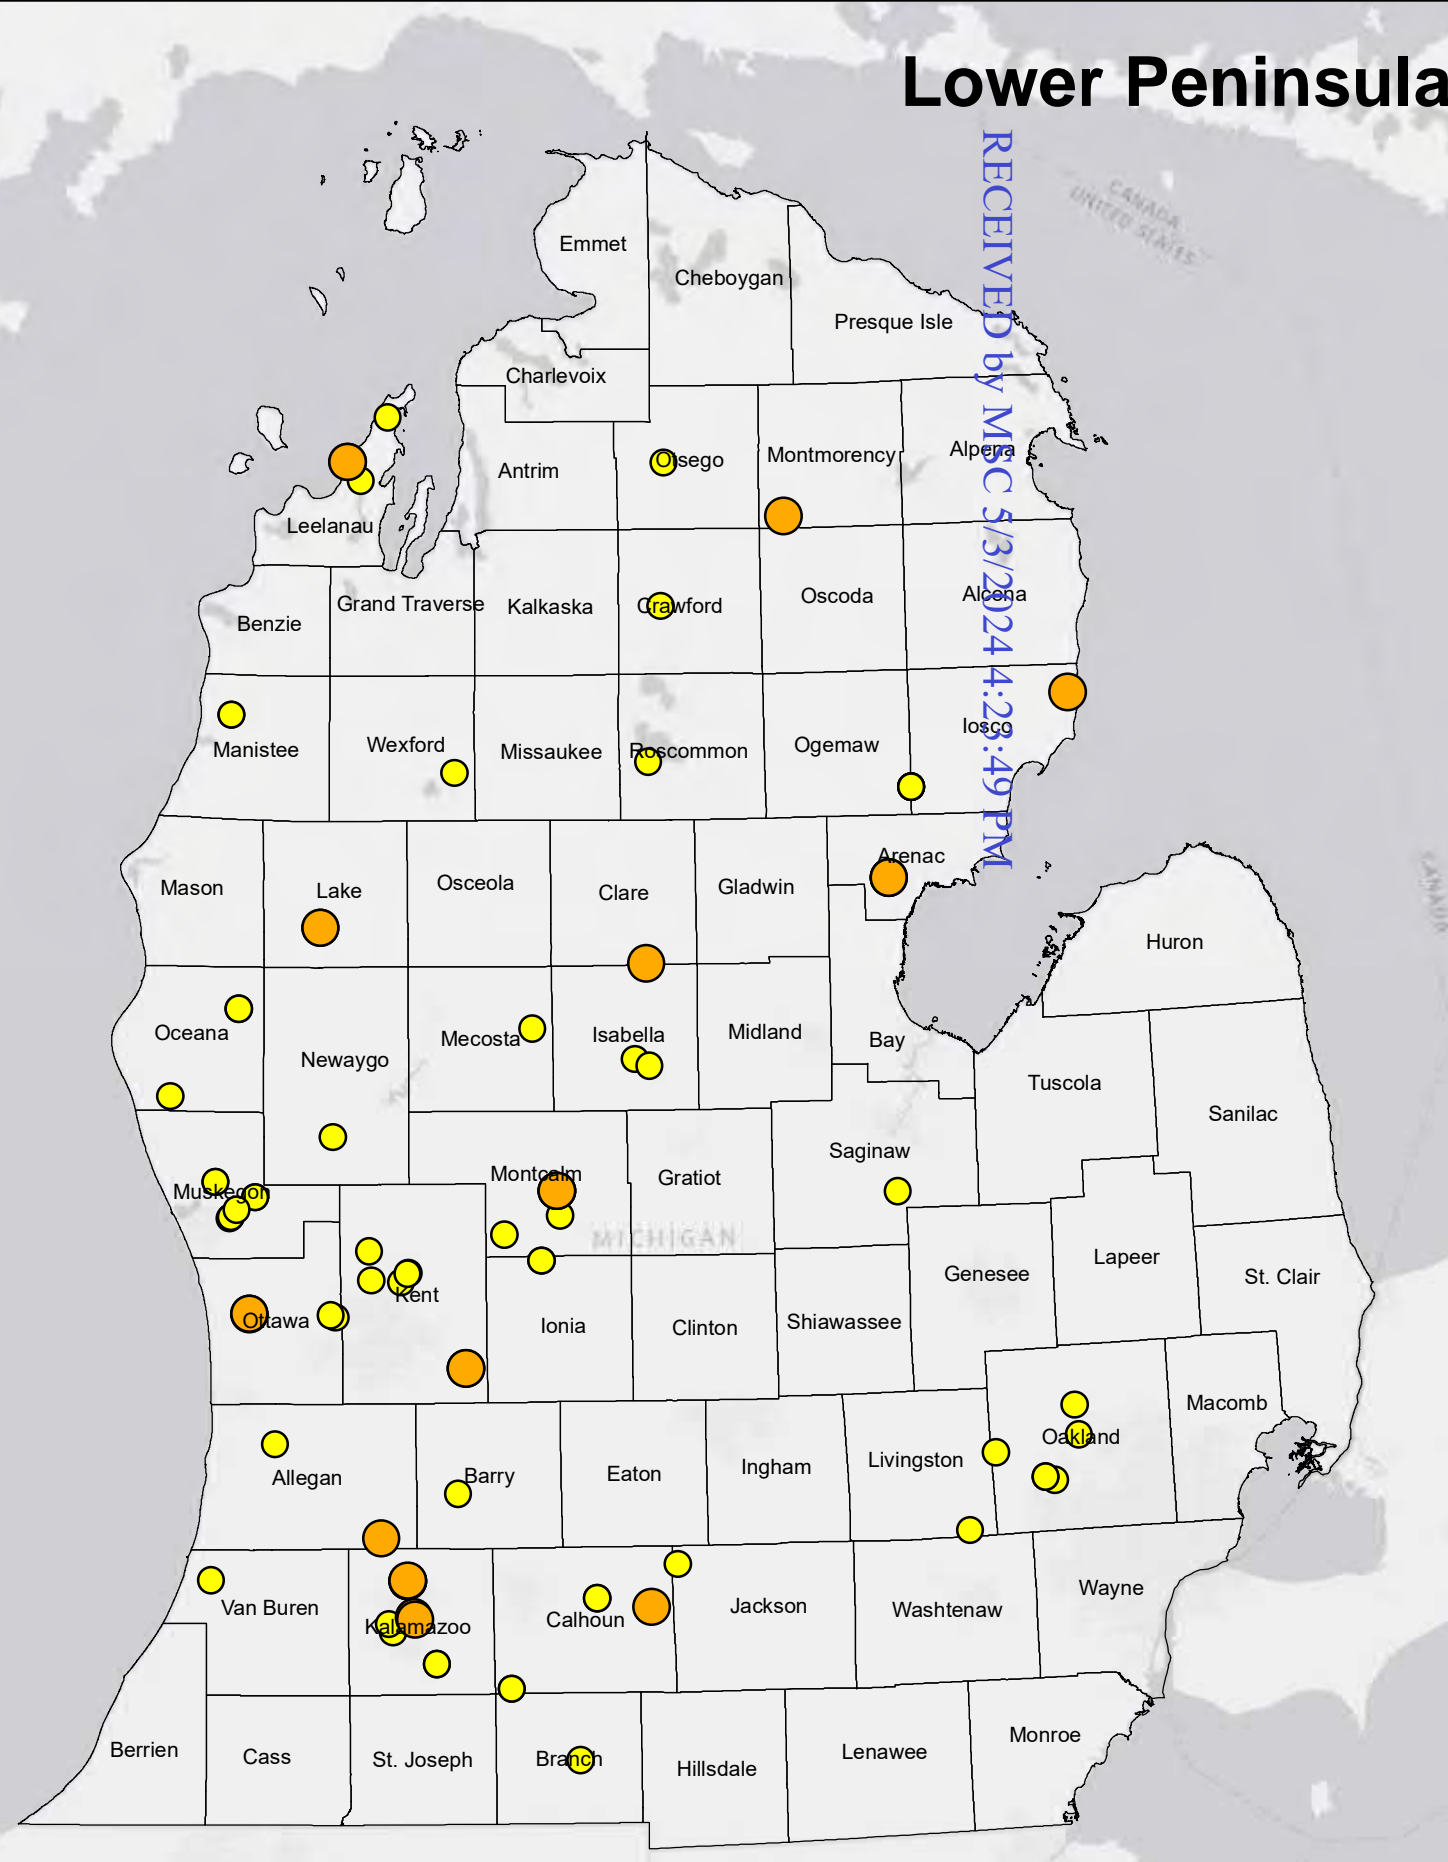 Lower Peninsula
RECEIVED by MSC 5/3/2024 4:23:49 PM
CANADA
UNITED STATES
Emmet
Cheboygan
Presque Isle
Charlevoix
Antrim
Otsego
Montmorency
Alpena
Leelanau
Benzie
Grand Traverse
Kalkaska
Crawford
Oscoda
Alcona
Manistee
Wexford
Missaukee
Roscommon
Ogemaw
Iosco
Mason
Lake
Osceola
Clare
Gladwin
Arenac
Huron
Oceana
Newaygo
Mecosta
Isabella
Midland
Bay
Tuscola
Sanilac
Muskegon
Montcalm
Gratiot
Saginaw
MICHIGAN
Kent
Ottawa
Ionia
Clinton
Shiawassee
Genesee
Lapeer
St. Clair
Allegan
Barry
Eaton
Ingham
Livingston
Oakland
Macomb
Van Buren
Kalamazoo
Calhoun
Jackson
Washtenaw
Wayne
Berrien
Cass
St. Joseph
Branch
Hillsdale
Lenawee
Monroe